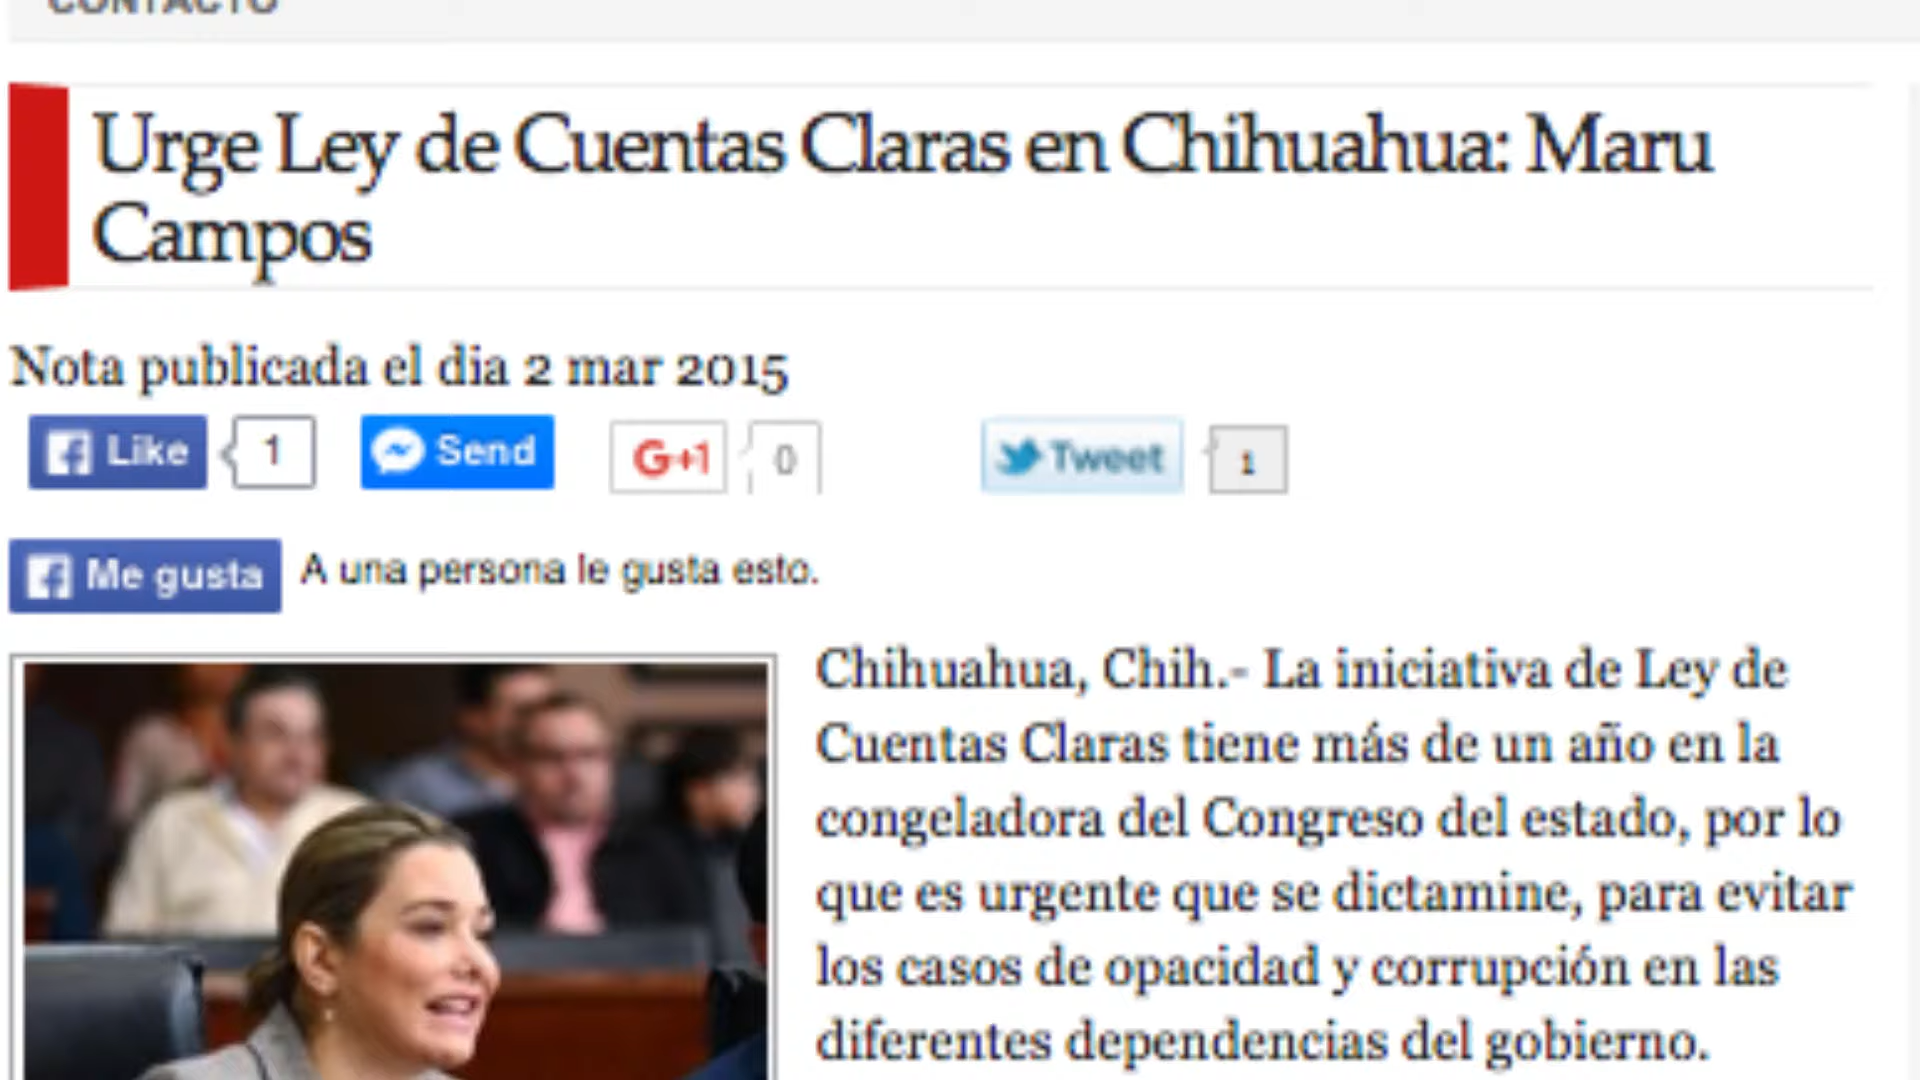 CONTACTO
Urge Ley de Cuentas Claras en Chihuahua: Maru
Campos
Nota publicada el dia 2 mar 2015
Like 1 Send G+1 0 Tweet 1
Me gusta A una persona le gusta esto.
Chihuahua, Chih.- La iniciativa de Ley de
Cuentas Claras tiene más de un año en la
congeladora del Congreso del estado, por lo
que es urgente que se dictamine, para evitar
los casos de opacidad y corrupción en las
diferentes dependencias del gobierno.